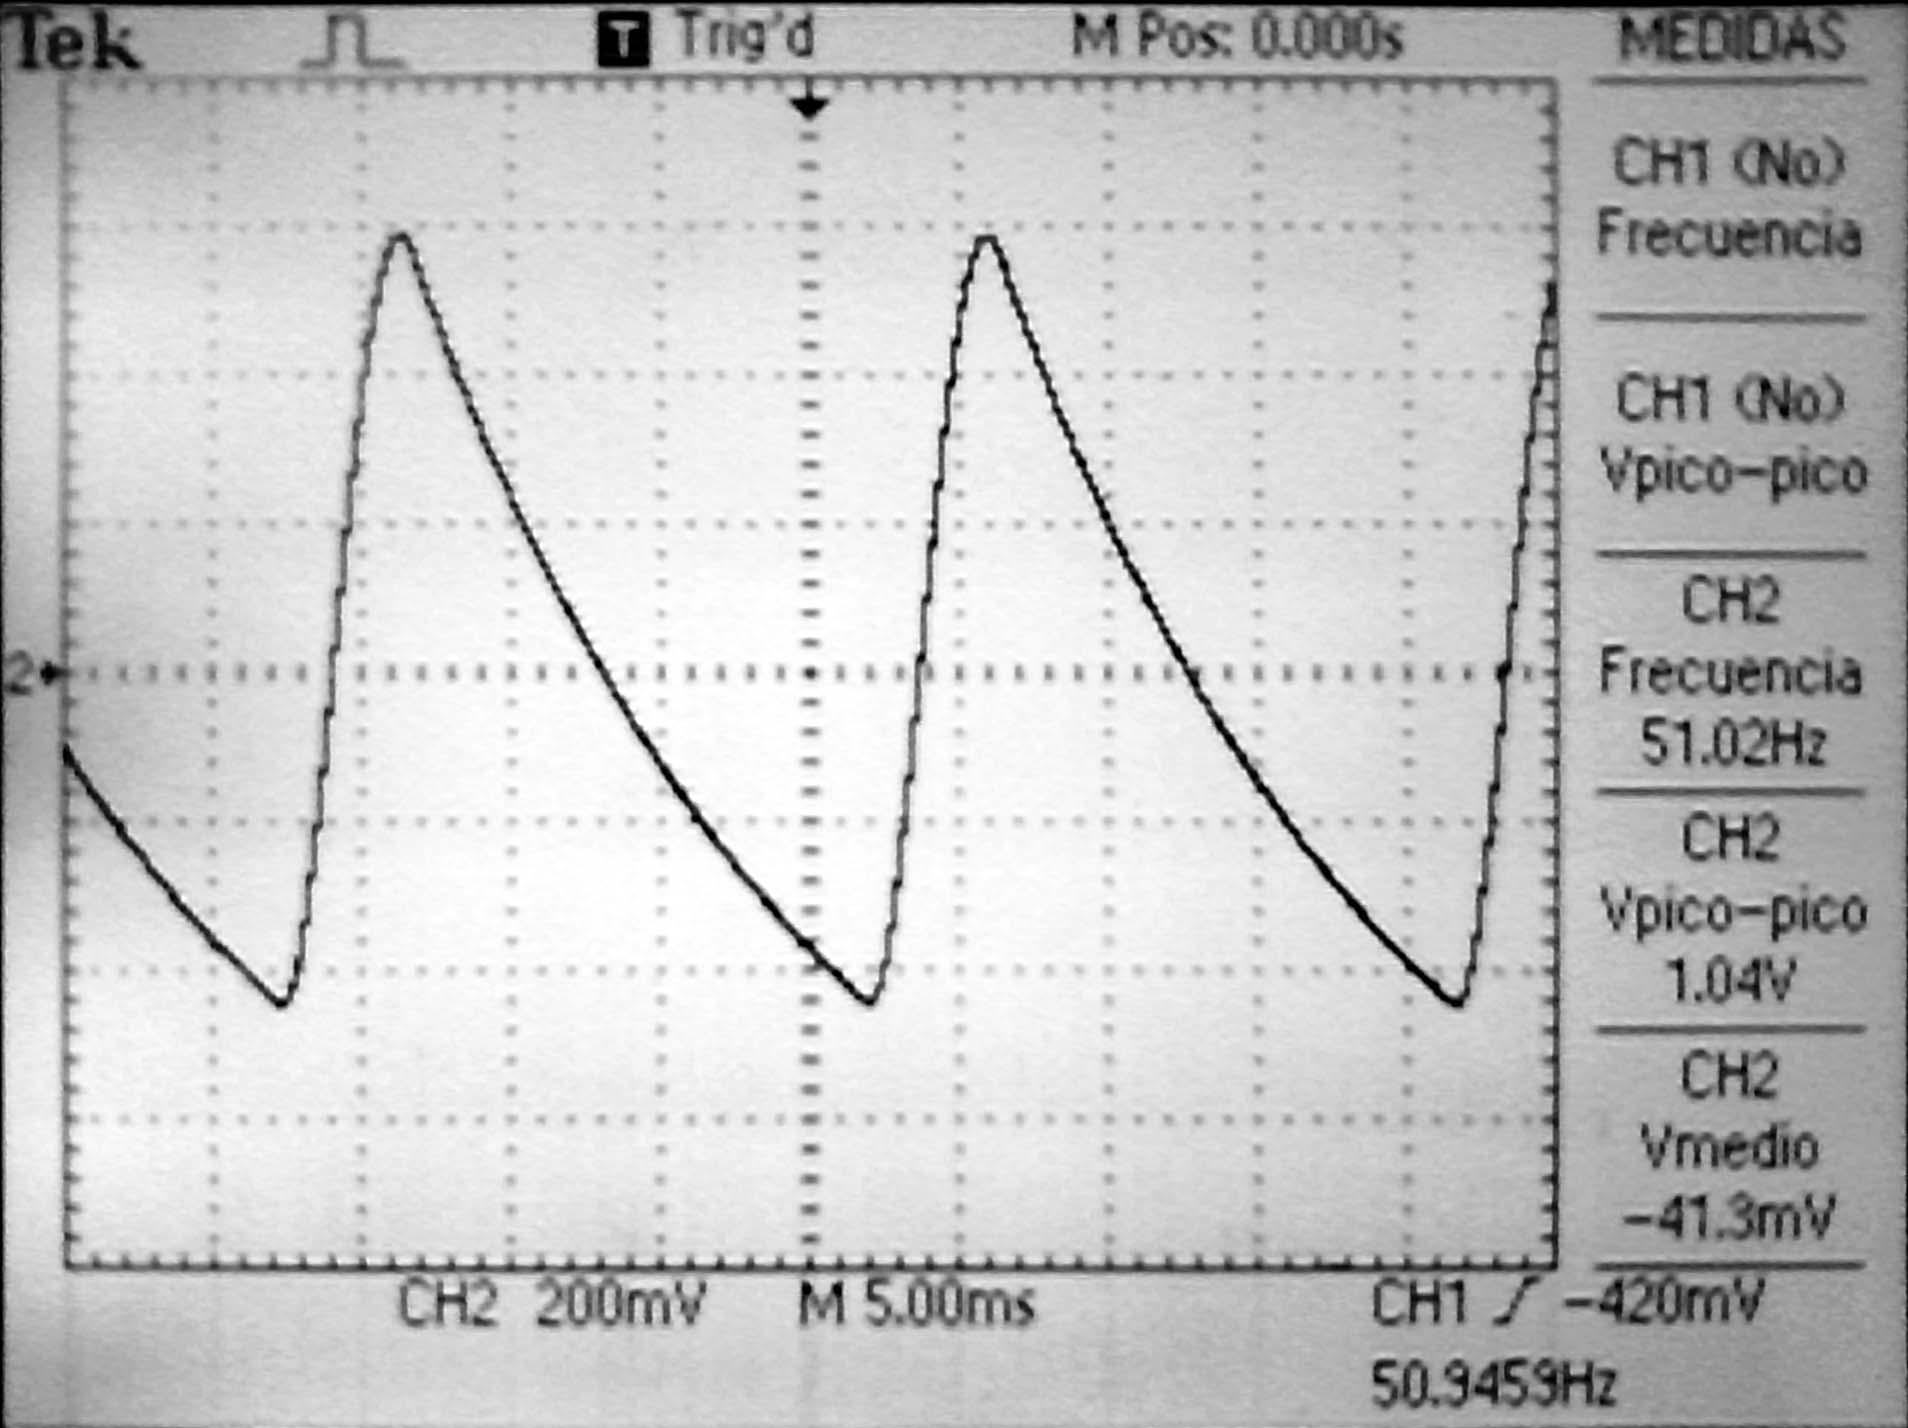 Tek T Trig'd M Pos: 0.000s MEDIDAS
CH1 (No)
Frecuencia
CH1 (No)
Vpico-pico
2
CH2
Frecuencia
51.02Hz
CH2
Vpico-pico
1.04V
CH2
Vmedio
-41.3mV
CH2 200mV M 5.00ms CH1 -420mV
50.9459Hz